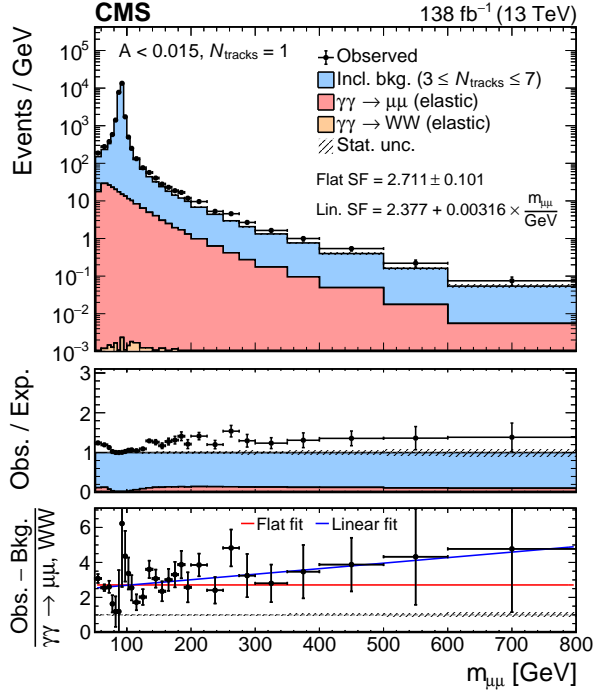 CMS 138 fb⁻¹ (13 TeV)
A < 0.015, N_tracks = 1
Observed
Incl. bkg. (3 ≤ N_tracks ≤ 7)
γγ → μμ (elastic)
γγ → WW (elastic)
Stat. unc.
Flat SF = 2.711 ± 0.101
Lin. SF = 2.377 + 0.00316 × m_μμ / GeV
Events / GeV
10⁵
10⁴
10³
10²
10
1
10⁻¹
10⁻²
10⁻³
Obs. / Exp.
3
2
1
0
Obs. − Bkg.
γγ → μμ, WW
Flat fit Linear fit
6
4
2
0
100 200 300 400 500 600 700 800
m_μμ [GeV]